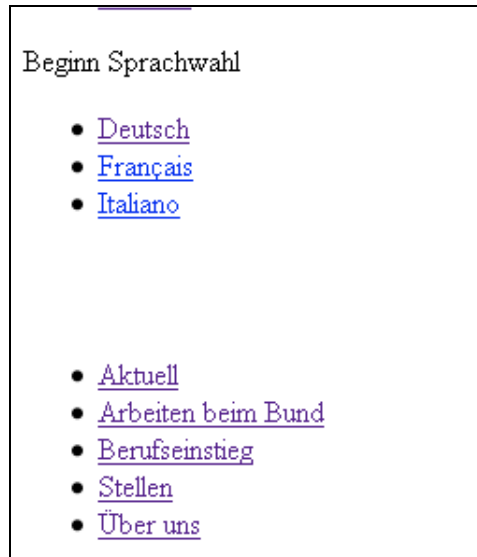 Beginn Sprachwahl
Deutsch
Français
Italiano
Aktuell
Arbeiten beim Bund
Berufseinstieg
Stellen
Über uns